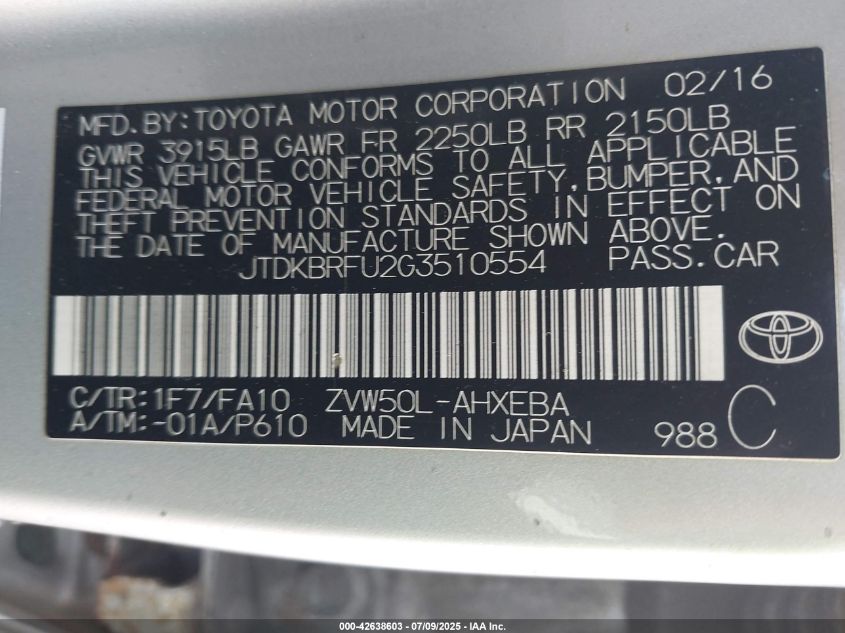 MFD.BY:TOYOTA MOTOR CORPORATION 02/16
GVWR 3915LB GAWR FR 2250LB RR 2150LB
THIS VEHICLE CONFORMS TO ALL APPLICABLE
FEDERAL MOTOR VEHICLE SAFETY,BUMPER,AND
THEFT PREVENTION STANDARDS IN EFFECT ON
THE DATE OF MANUFACTURE SHOWN ABOVE.
JTDKBRFU2G3510554 PASS.CAR
C/TR:1F7/FA10 ZVW50L-AHXEBA
A/TM:-01A/P610 MADE IN JAPAN 988 C
000-42638603 / 07/09/2025 - IAA Inc.